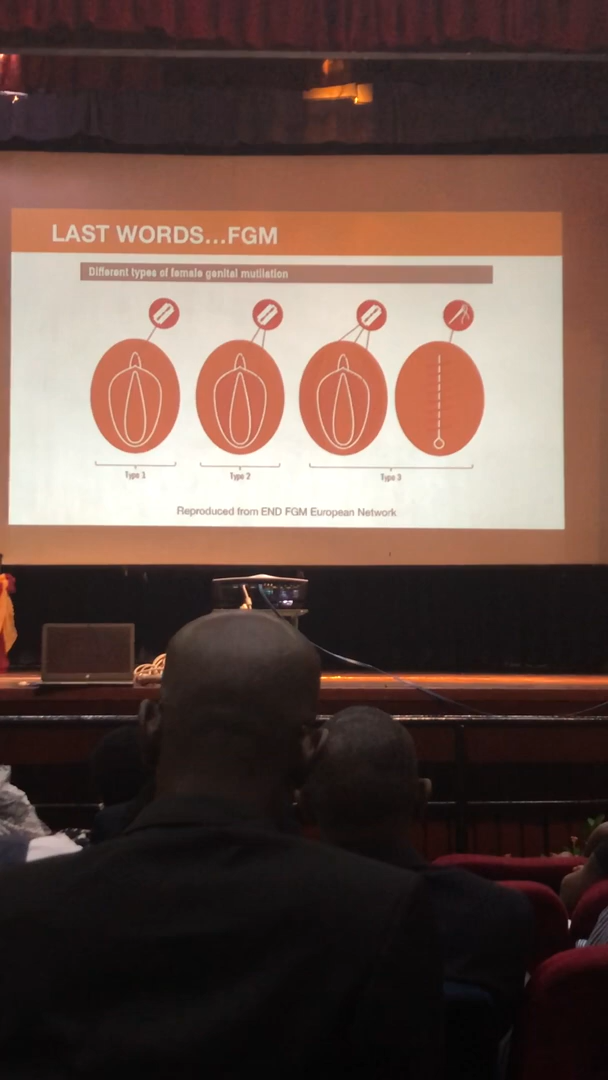 LAST WORDS...FGM
Different types of female genital mutilation
Type 1
Type 2
Type 3
Reproduced from END FGM European Network